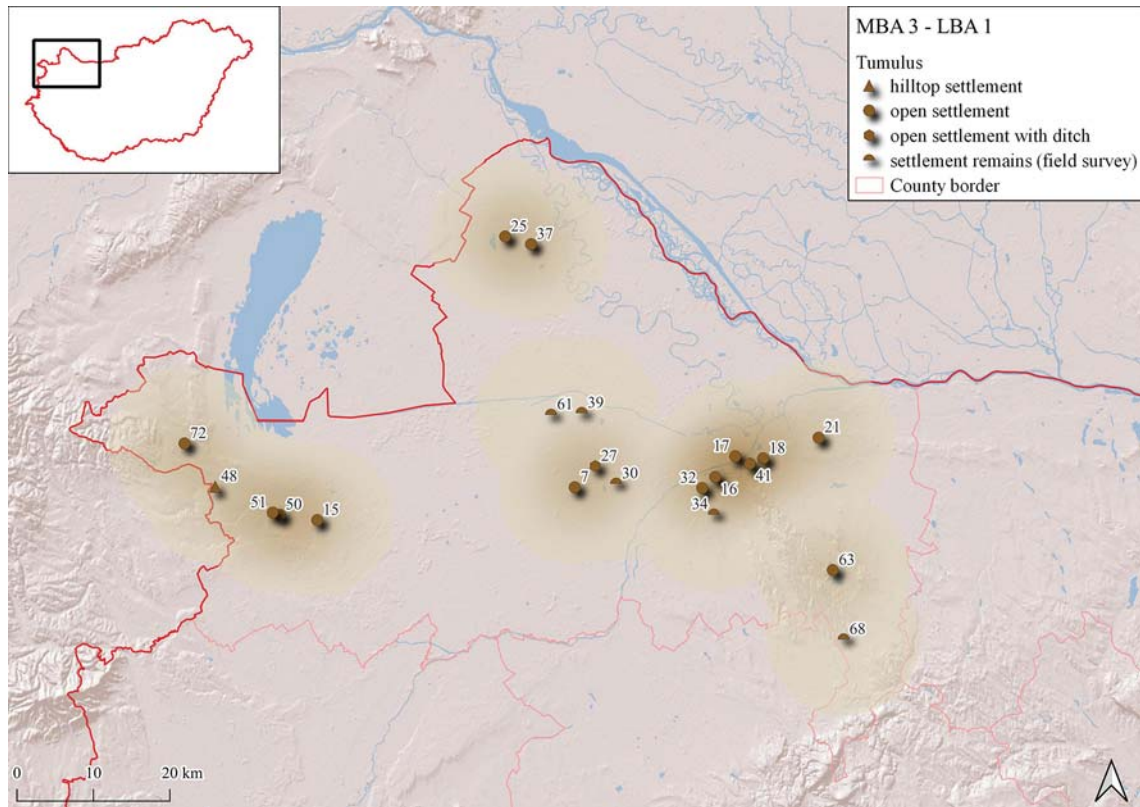 MBA 3 - LBA 1
Tumulus
hilltop settlement
open settlement
open settlement with ditch
settlement remains (field survey)
County border
25
37
61
39
72
17
18
21
27
48
7
30
32
16
41
51
50
15
34
63
68
0
10
20 km